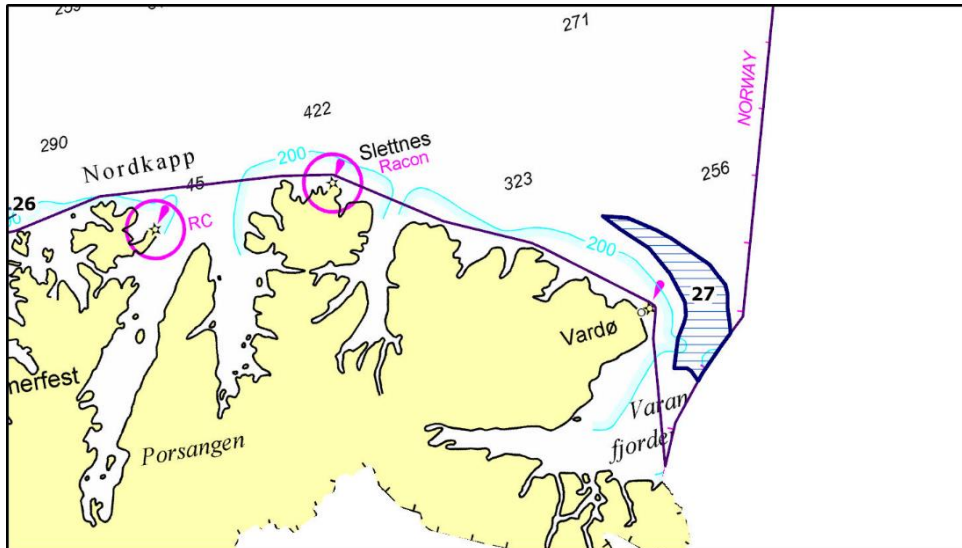 271
NORWAY
422
290
Nordkapp
200
Slettnes
Racon
45
323
256
.26
RC
200
27
Vardø
merfest
Varan
fjorde
Porsangen